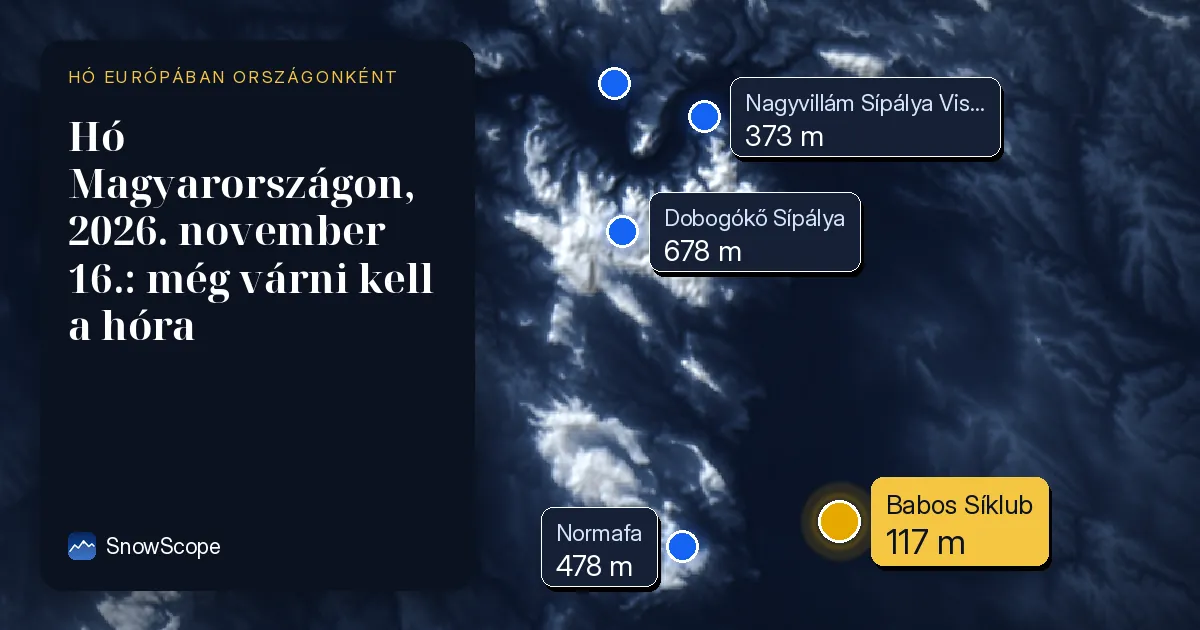 HÓ EURÓPÁBAN ORSZÁGONKÉNT
Hó
Magyarországon,
2026. november
16.: még várni kell
a hóra
SnowScope
Nagyvillám Sípálya Vis...
373 m
Dobogókő Sípálya
678 m
Normafa
478 m
Babos Síklub
117 m